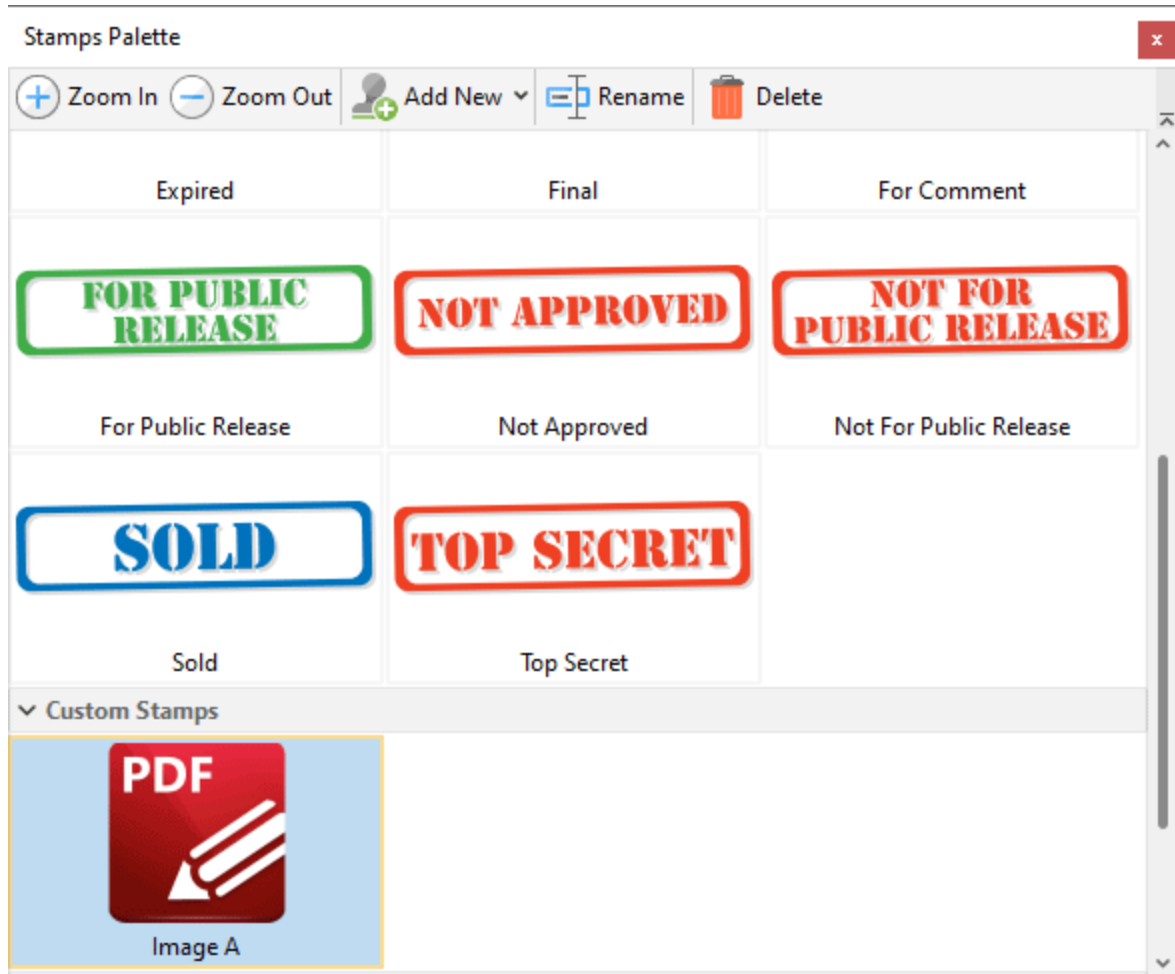 Stamps Palette
x
Zoom In Zoom Out Add New Rename Delete
Expired Final For Comment
FOR PUBLIC
RELEASE
NOT APPROVED
NOT FOR
PUBLIC RELEASE
For Public Release Not Approved Not For Public Release
SOLD
TOP SECRET
Sold Top Secret
Custom Stamps
PDF
Image A